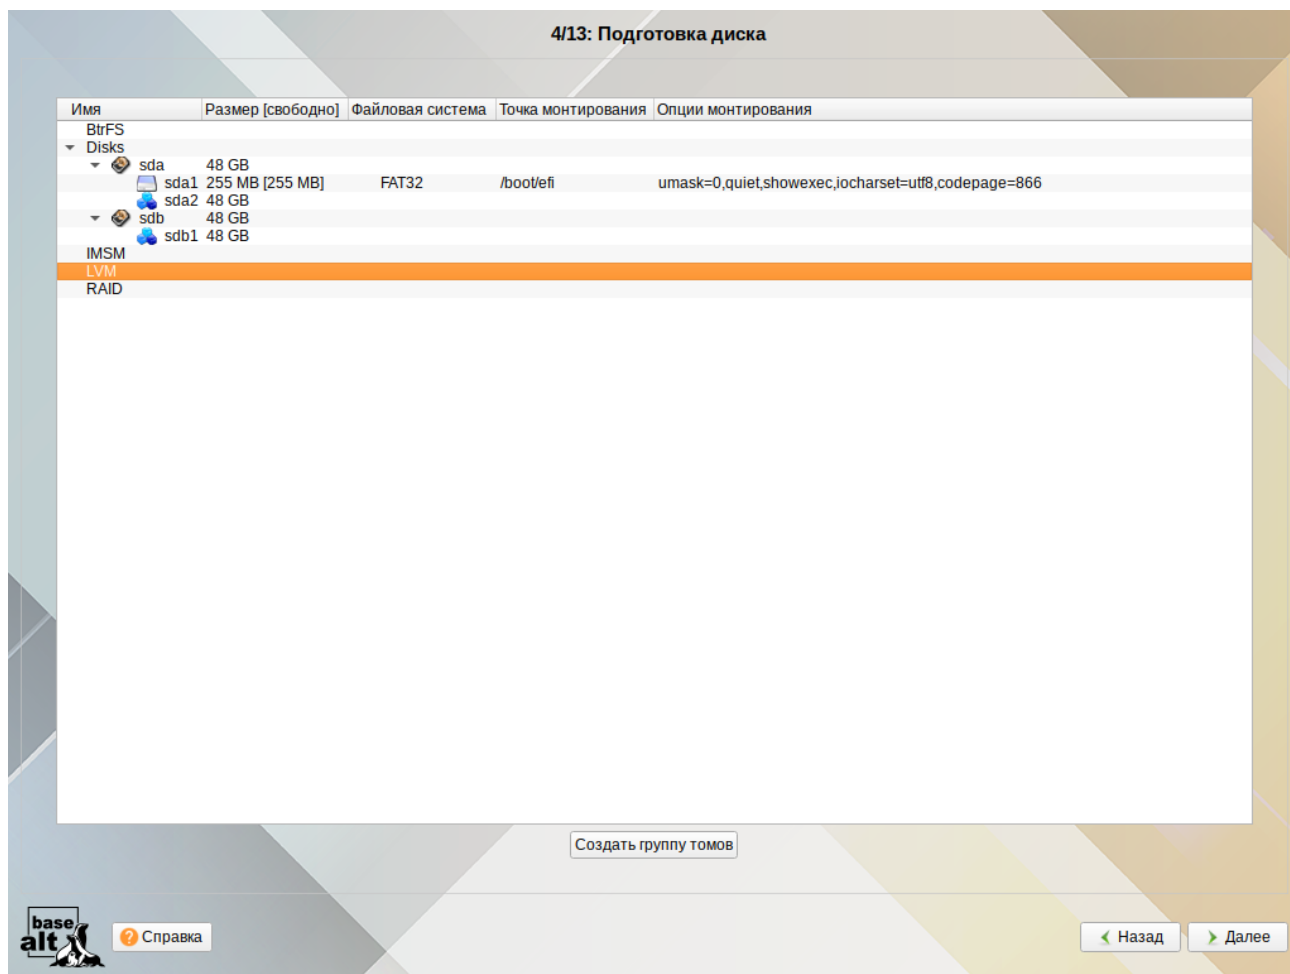 4/13: Подготовка диска
Имя Размер [свободно] Файловая система Точка монтирования Опции монтирования
BtrFS
Disks
sda 48 GB
sda1 255 MB [255 MB] FAT32 /boot/efi umask=0,quiet,showexec,iocharset=utf8,codepage=866
sda2 48 GB
sdb 48 GB
sdb1 48 GB
IMSM
LVM
RAID
Создать группу томов
base
alt
Справка
Назад Далее